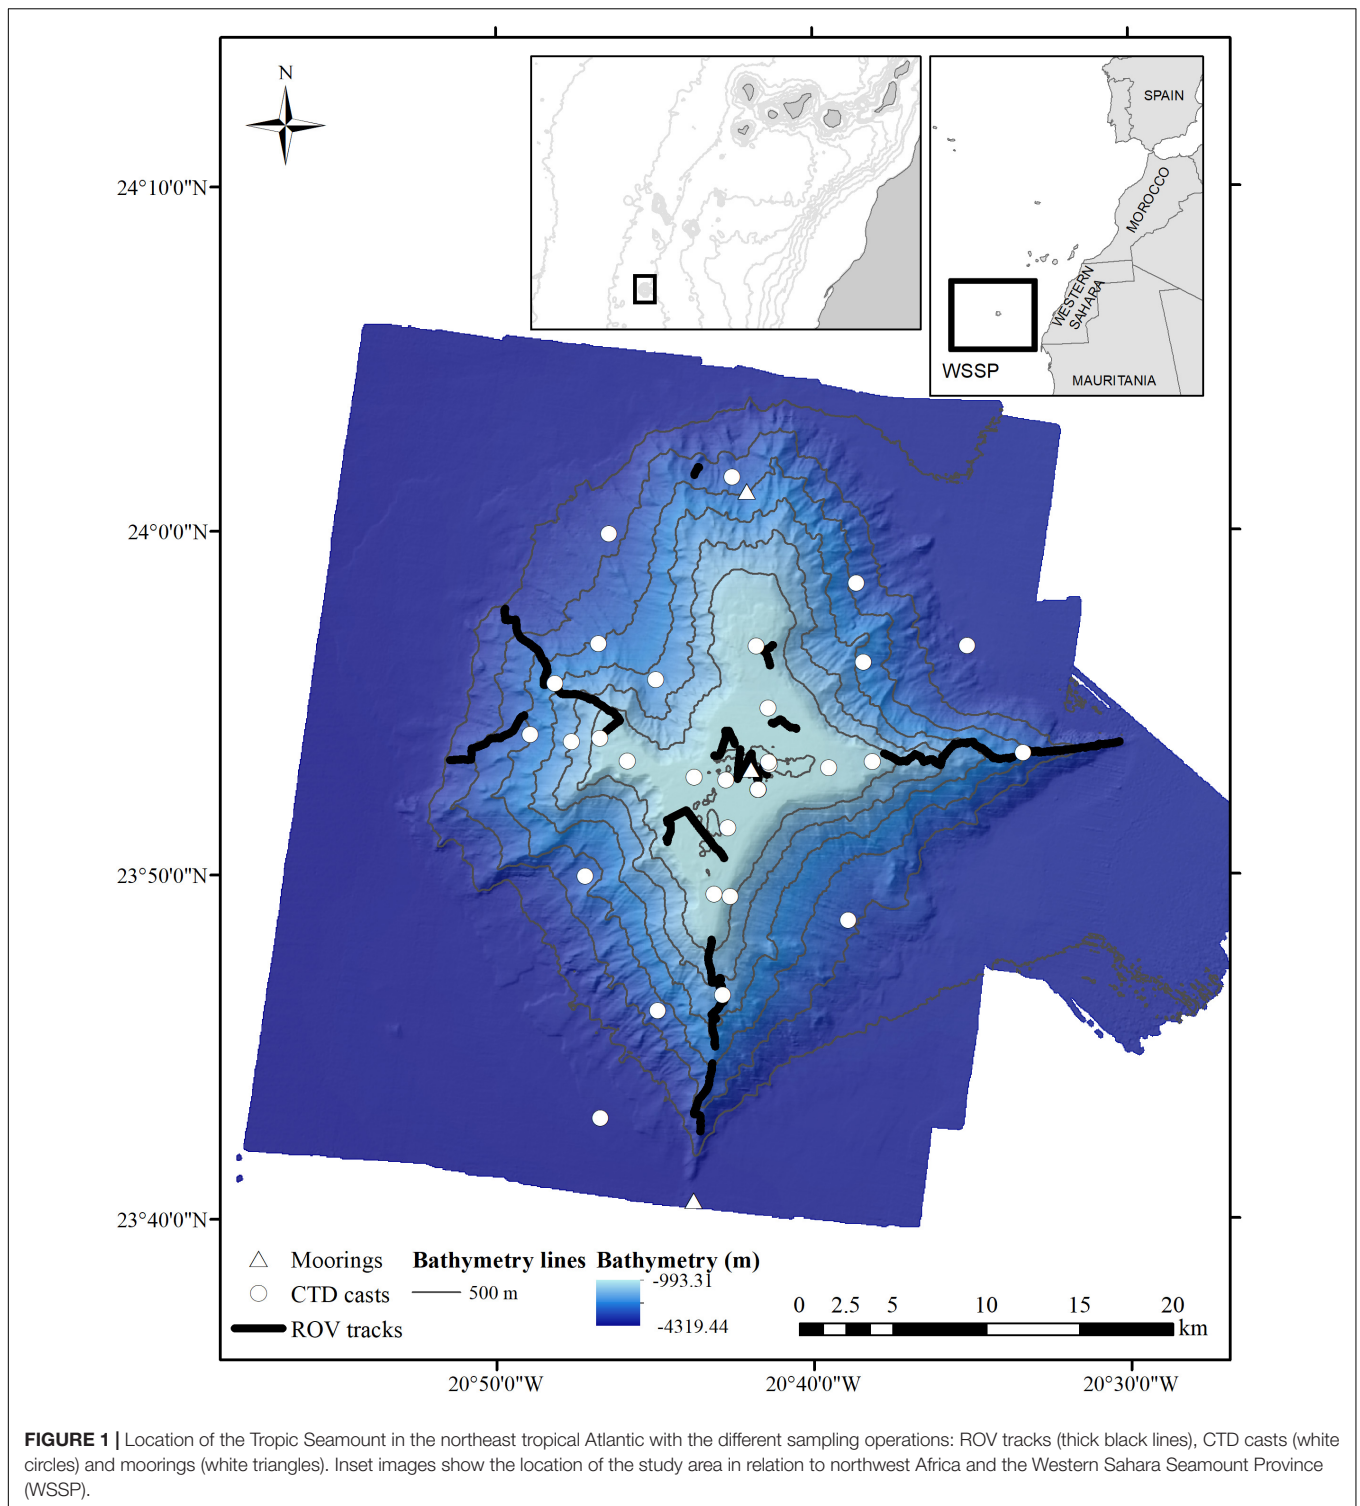 N
SPAIN
MOROCCO
WESTERN
SAHARA
MAURITANIA
WSSP
24°10'0"N
24°0'0"N
23°50'0"N
23°40'0"N
Moorings
CTD casts
ROV tracks
Bathymetry lines
500 m
Bathymetry (m)
-993.31
-4319.44
0 2.5 5 10 15 20
km
20°50'0"W 20°40'0"W 20°30'0"W
FIGURE 1 | Location of the Tropic Seamount in the northeast tropical Atlantic with the different sampling operations: ROV tracks (thick black lines), CTD casts (white
circles) and moorings (white triangles). Inset images show the location of the study area in relation to northwest Africa and the Western Sahara Seamount Province
(WSSP).